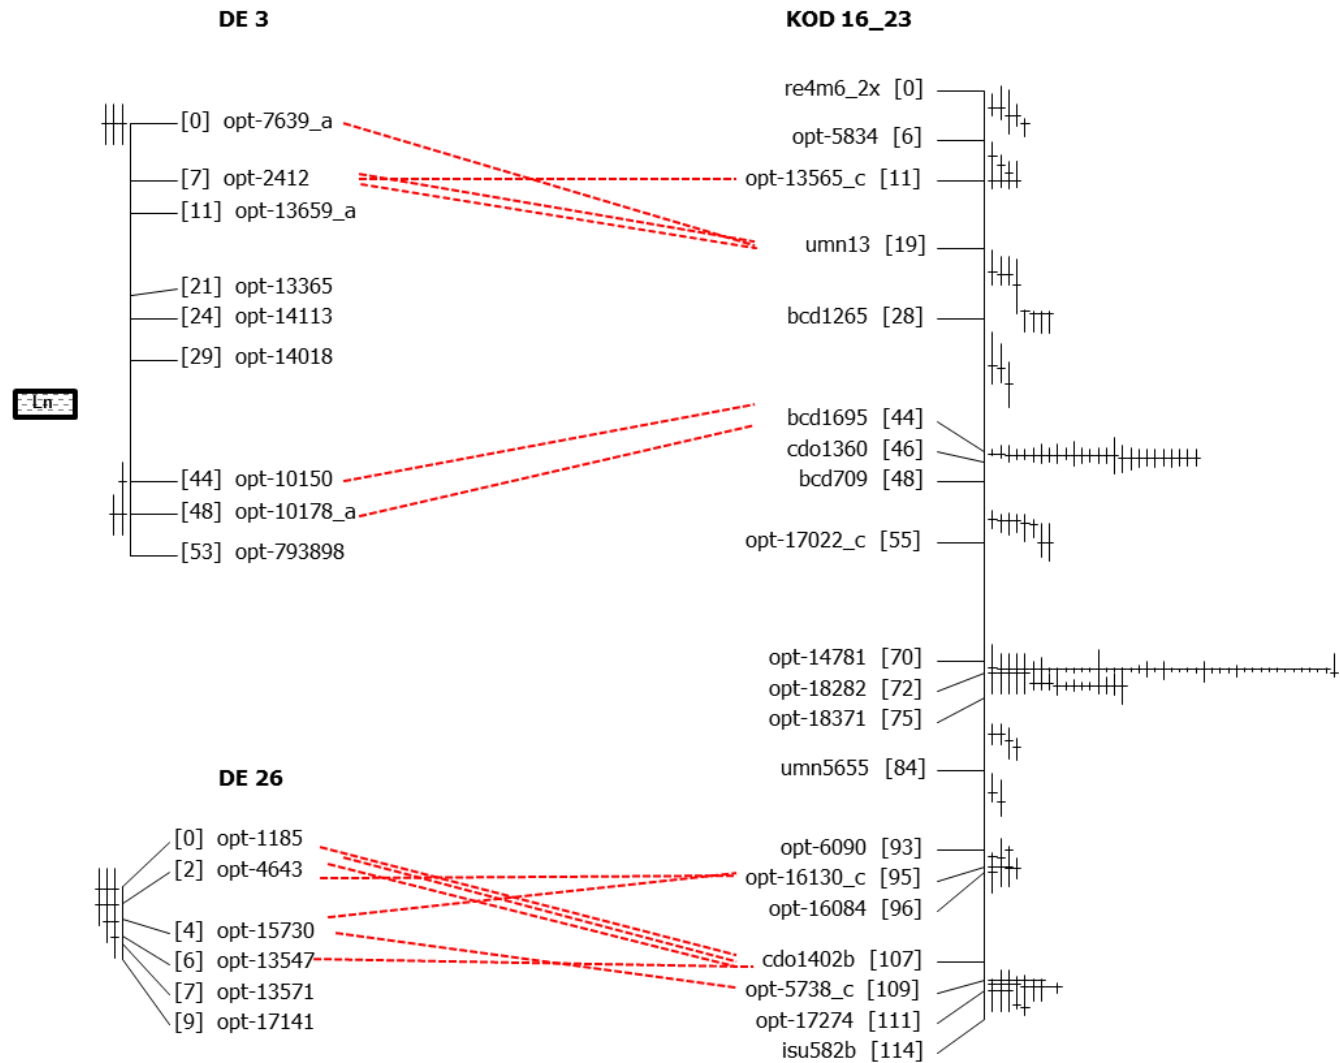 DE 3
[0] opt-7639_a
[7] opt-2412
[11] opt-13659_a
[21] opt-13365
[24] opt-14113
[29] opt-14018
Ln
[44] opt-10150
[48] opt-10178_a
[53] opt-793898
DE 26
[0] opt-1185
[2] opt-4643
[4] opt-15730
[6] opt-13547
[7] opt-13571
[9] opt-17141
KOD 16_23
re4m6_2x [0]
opt-5834 [6]
opt-13565_c [11]
umn13 [19]
bcd1265 [28]
bcd1695 [44]
cdo1360 [46]
bcd709 [48]
opt-17022_c [55]
opt-14781 [70]
opt-18282 [72]
opt-18371 [75]
umn5655 [84]
opt-6090 [93]
opt-16130_c [95]
opt-16084 [96]
cdo1402b [107]
opt-5738_c [109]
opt-17274 [111]
isu582b [114]